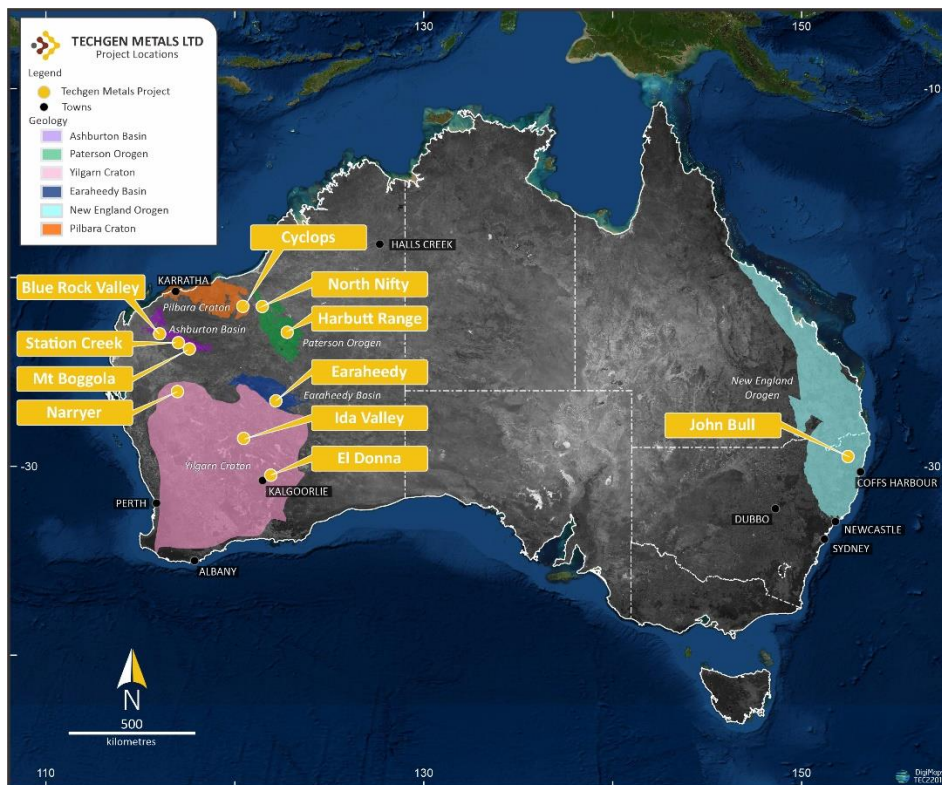 TECHGEN METALS LTD
Project Locations
Legend
Techgen Metals Project
Towns
Geology
Ashburton Basin
Paterson Orogen
Yilgarn Craton
Earaheedy Basin
New England Orogen
Pilbara Craton
130
150
-10
Cyclops
HALLS CREEK
Blue Rock Valley
KARRATHA
North Nifty
Pilbara Craton
Harbutt Range
Ashburton Basin
Station Creek
Paterson Orogen
Mt Boggola
Earaheedy
New England
Orogen
Narryer
Earaheedy Basin
Ida Valley
John Bull
El Donna
Yilgarn Craton
-30
-30
KALGOORLIE
COFFS HARBOUR
PERTH
DUBBO
NEWCASTLE
SYDNEY
ALBANY
N
500
kilometres
110
130
150
DigiMaps